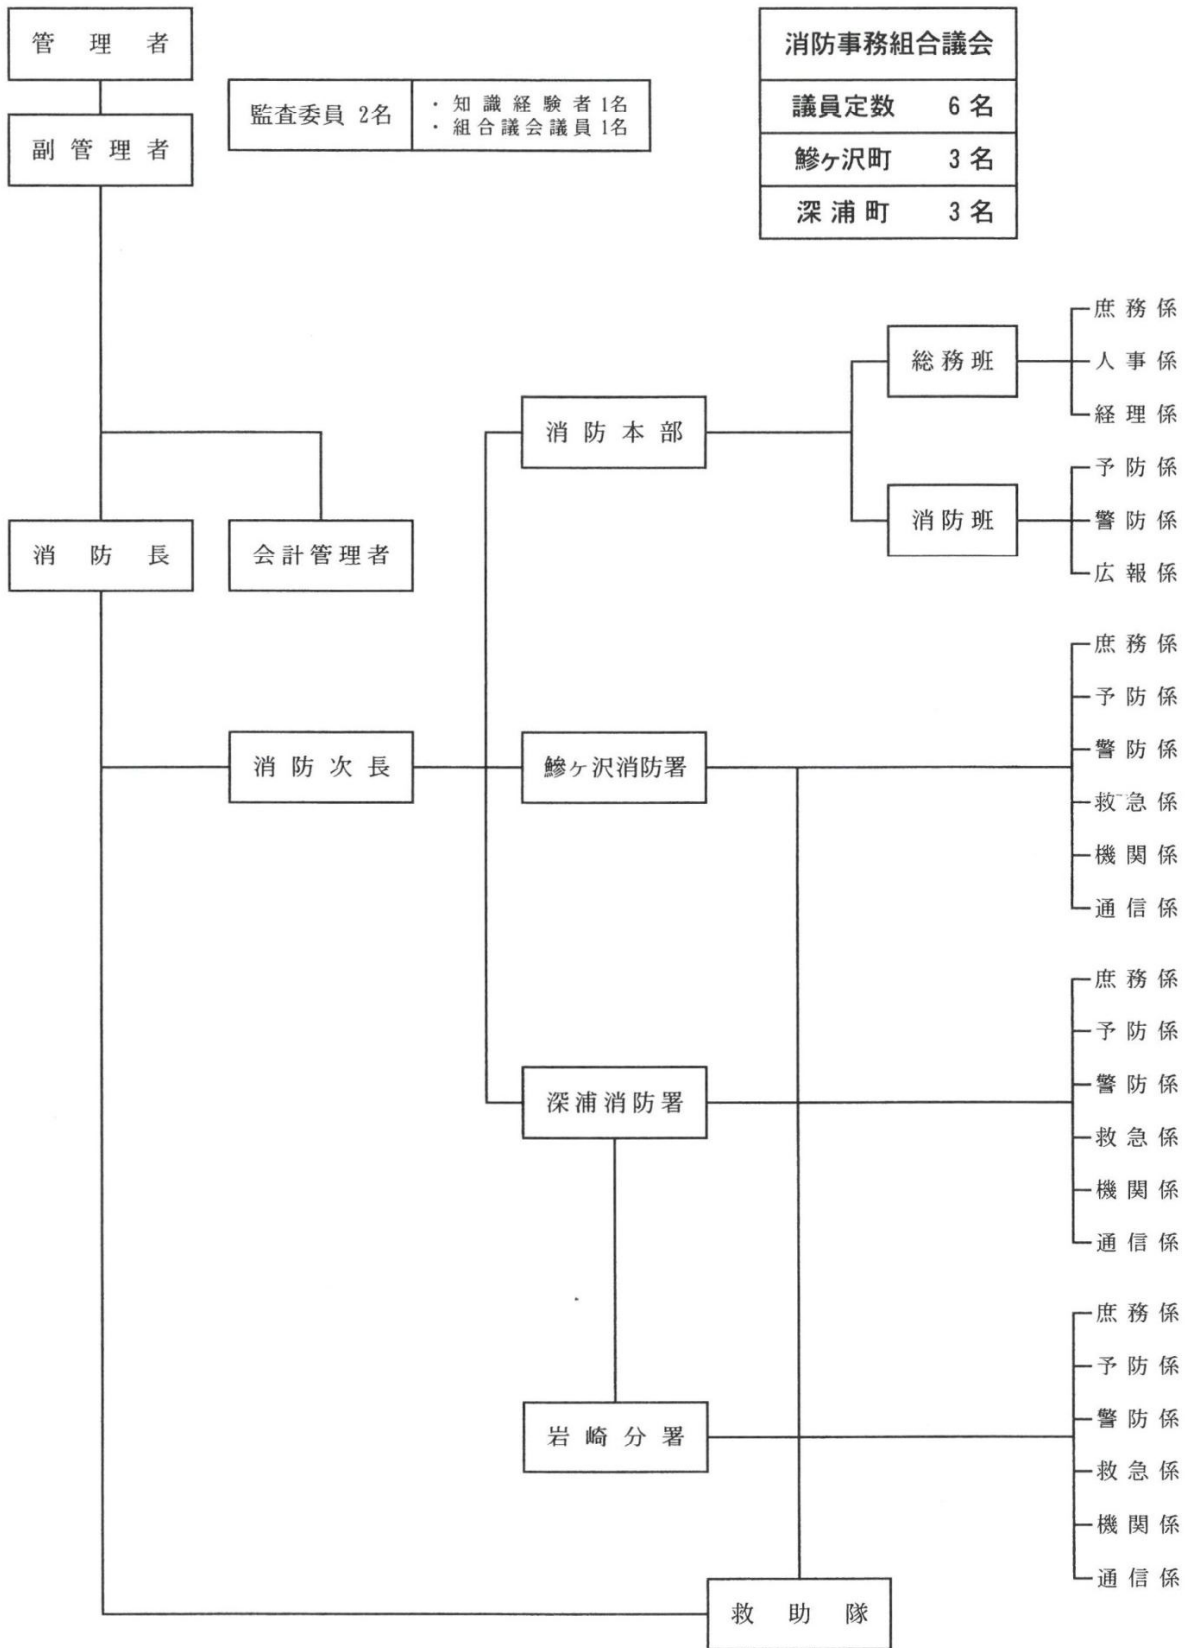 管理者
副管理者
監査委員 2名
・知識経験者 1名
・組合議会議員 1名
消防事務組合議会
議員定数 6名
鰺ヶ沢町 3名
深浦町 3名
消防長
会計管理者
消防次長
消防本部
総務班
庶務係
人事係
経理係
消防班
予防係
警防係
広報係
鰺ヶ沢消防署
庶務係
予防係
警防係
救急係
機関係
通信係
深浦消防署
庶務係
予防係
警防係
救急係
機関係
通信係
岩崎分署
庶務係
予防係
警防係
救急係
機関係
通信係
救助隊